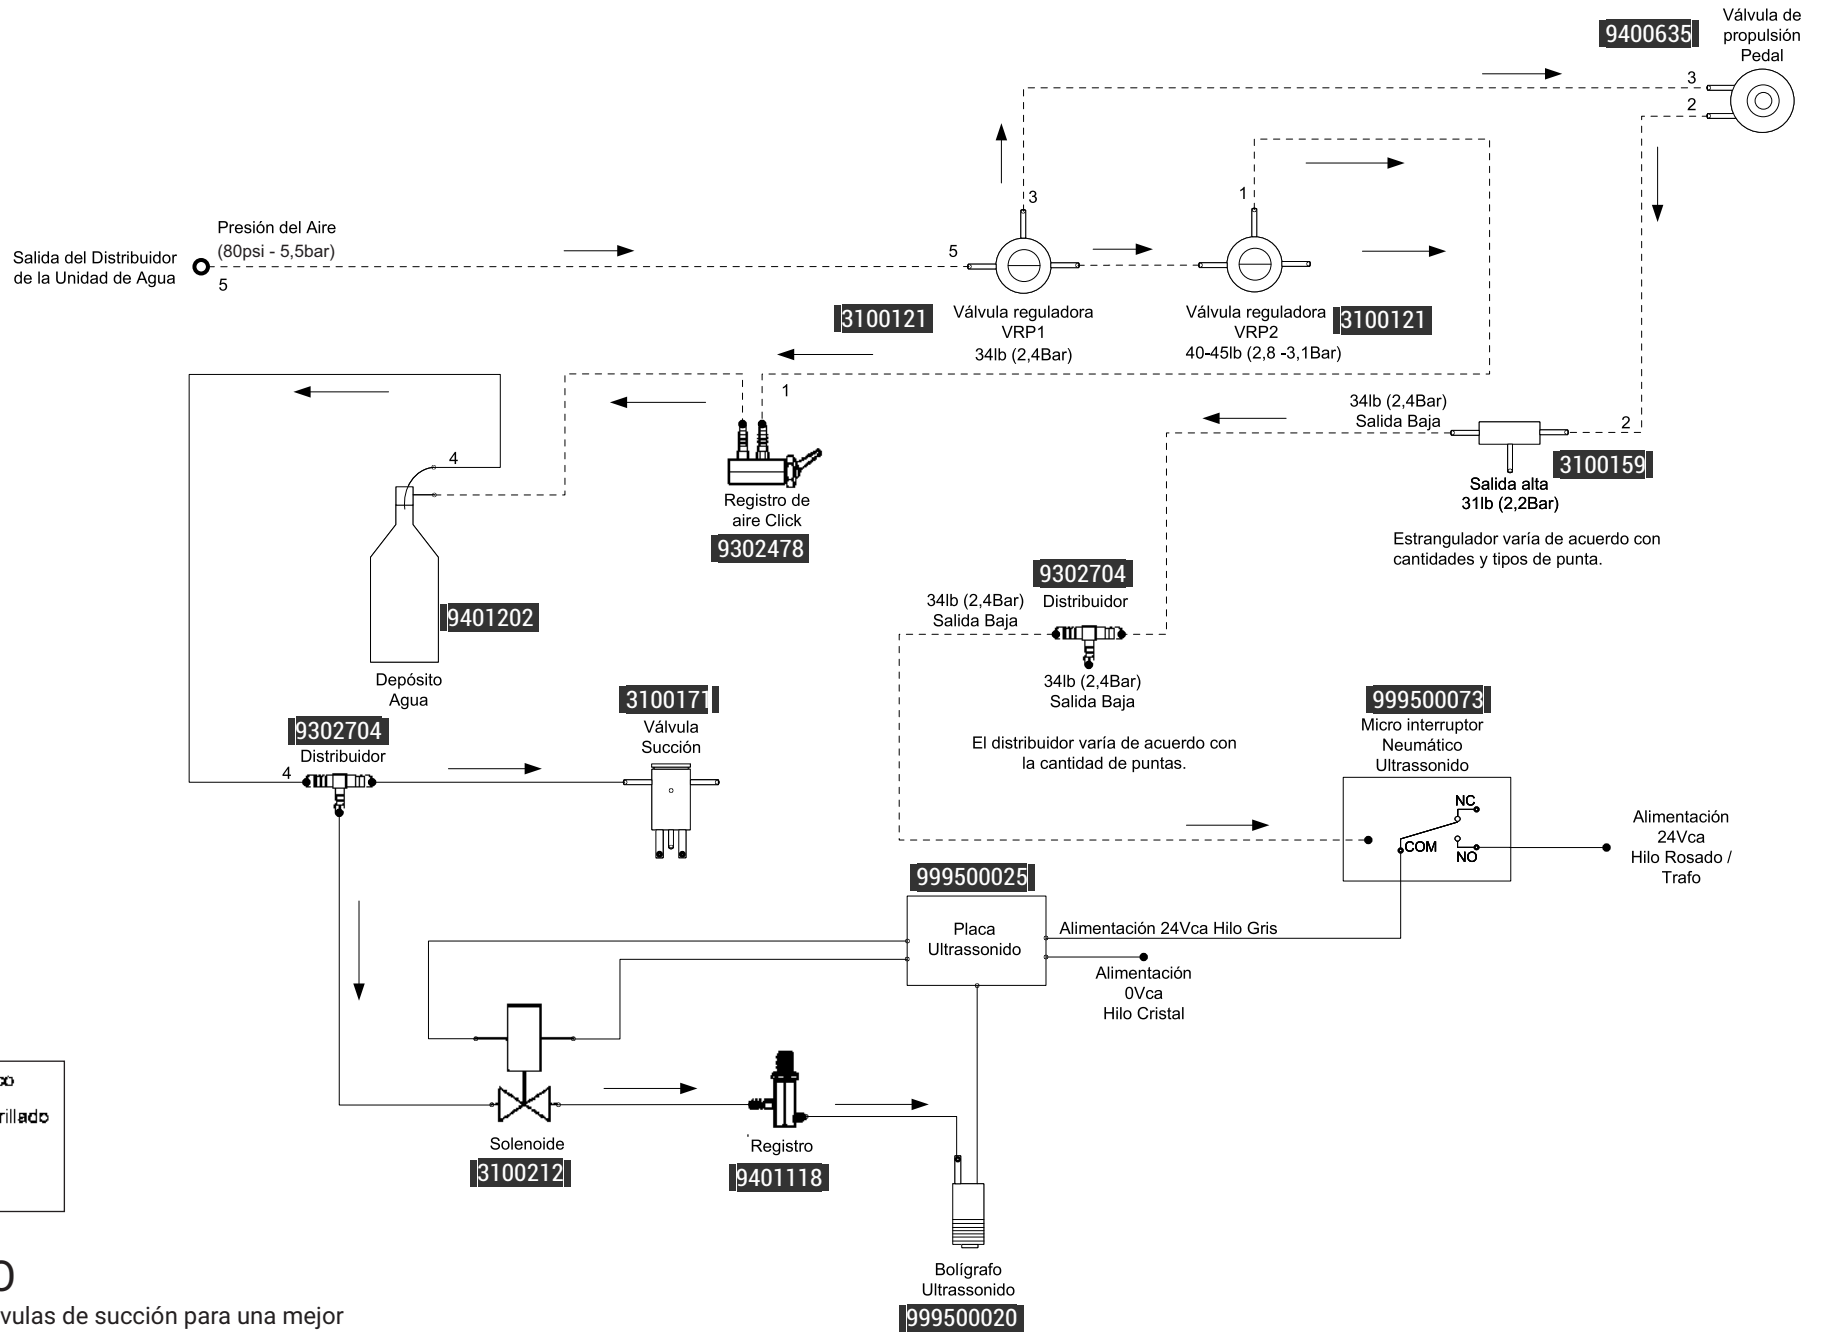 9400635
Válvula de
propulsión
Pedal
3
2
3
1
Presión del Aire
(80psi - 5,5bar)
Salida del Distribuidor
de la Unidad de Agua
5
5
3100121
Válvula reguladora
VRP1
34lb (2,4Bar)
Válvula reguladora
VRP2
40-45lb (2,8 -3,1Bar)
3100121
1
34lb (2,4Bar)
Salida Baja
2
3100159
Salida alta
31lb (2,2Bar)
Estrangulador varía de acuerdo con
cantidades y tipos de punta.
4
Registro de
aire Click
9302478
9401202
Depósito
Agua
9302704
Distribuidor
34lb (2,4Bar)
Salida Baja
34lb (2,4Bar)
Salida Baja
El distribuidor varía de acuerdo con
la cantidad de puntas.
3100171
Válvula
Succión
9302704
Distribuidor
4
999500073
Micro interruptor
Neumático
Ultrassonido
NC
COM
NO
Alimentación
24Vca
Hilo Rosado /
Trafo
999500025
Placa
Ultrassonido
Alimentación 24Vca Hilo Gris
Alimentación
0Vca
Hilo Cristal
Solenoide
3100212
Registro
9401118
Bolígrafo
Ultrassonido
999500020
co
rillado
O
vulas de succión para una mejor